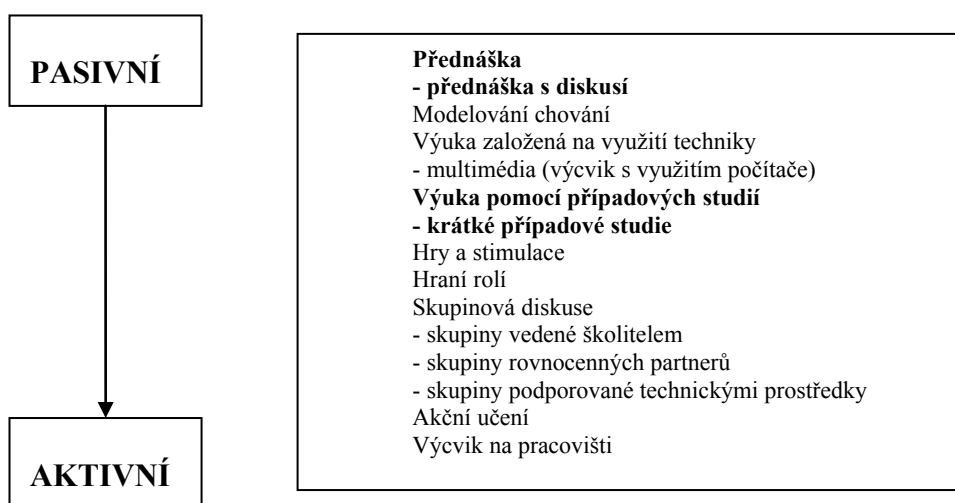 PASIVNÍ
Přednáška
- přednáška s diskusí
Modelování chování
Výuka založená na využití techniky
- multimédia (výcvik s využitím počítače)
Výuka pomocí případových studií
- krátké případové studie
Hry a stimulace
Hraní rolí
Skupinová diskuse
- skupiny vedené školitelem
- skupiny rovnocenných partnerů
- skupiny podporované technickými prostředky
Akční učení
Výcvik na pracovišti
AKTIVNÍ